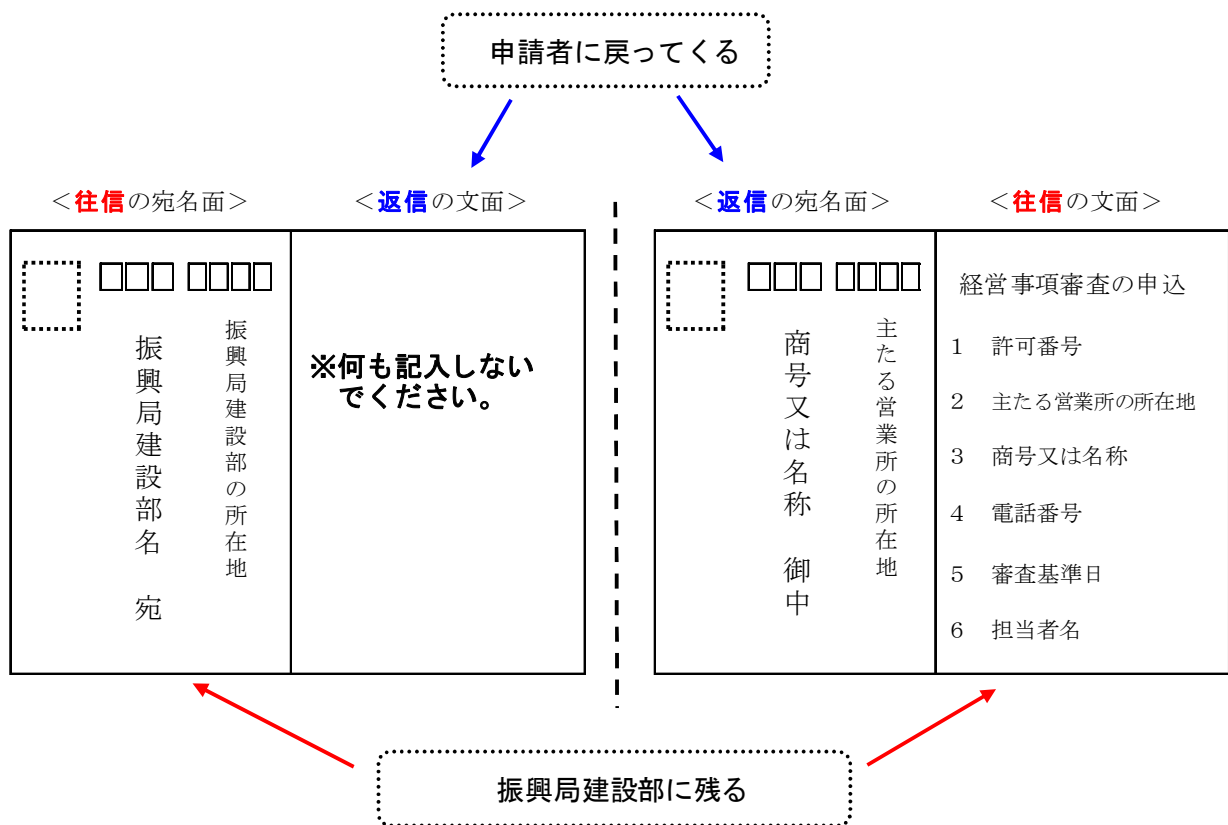 申請者に戻ってくる
＜往信の宛名面＞
＜返信の文面＞
＜返信の宛名面＞
＜往信の文面＞
振興局建設部の所在地
振興局建設部名　宛
※何も記入しない
でください。
主たる営業所の所在地
商号又は名称　御中
経営事項審査の申込
1　許可番号
2　主たる営業所の所在地
3　商号又は名称
4　電話番号
5　審査基準日
6　担当者名
振興局建設部に残る